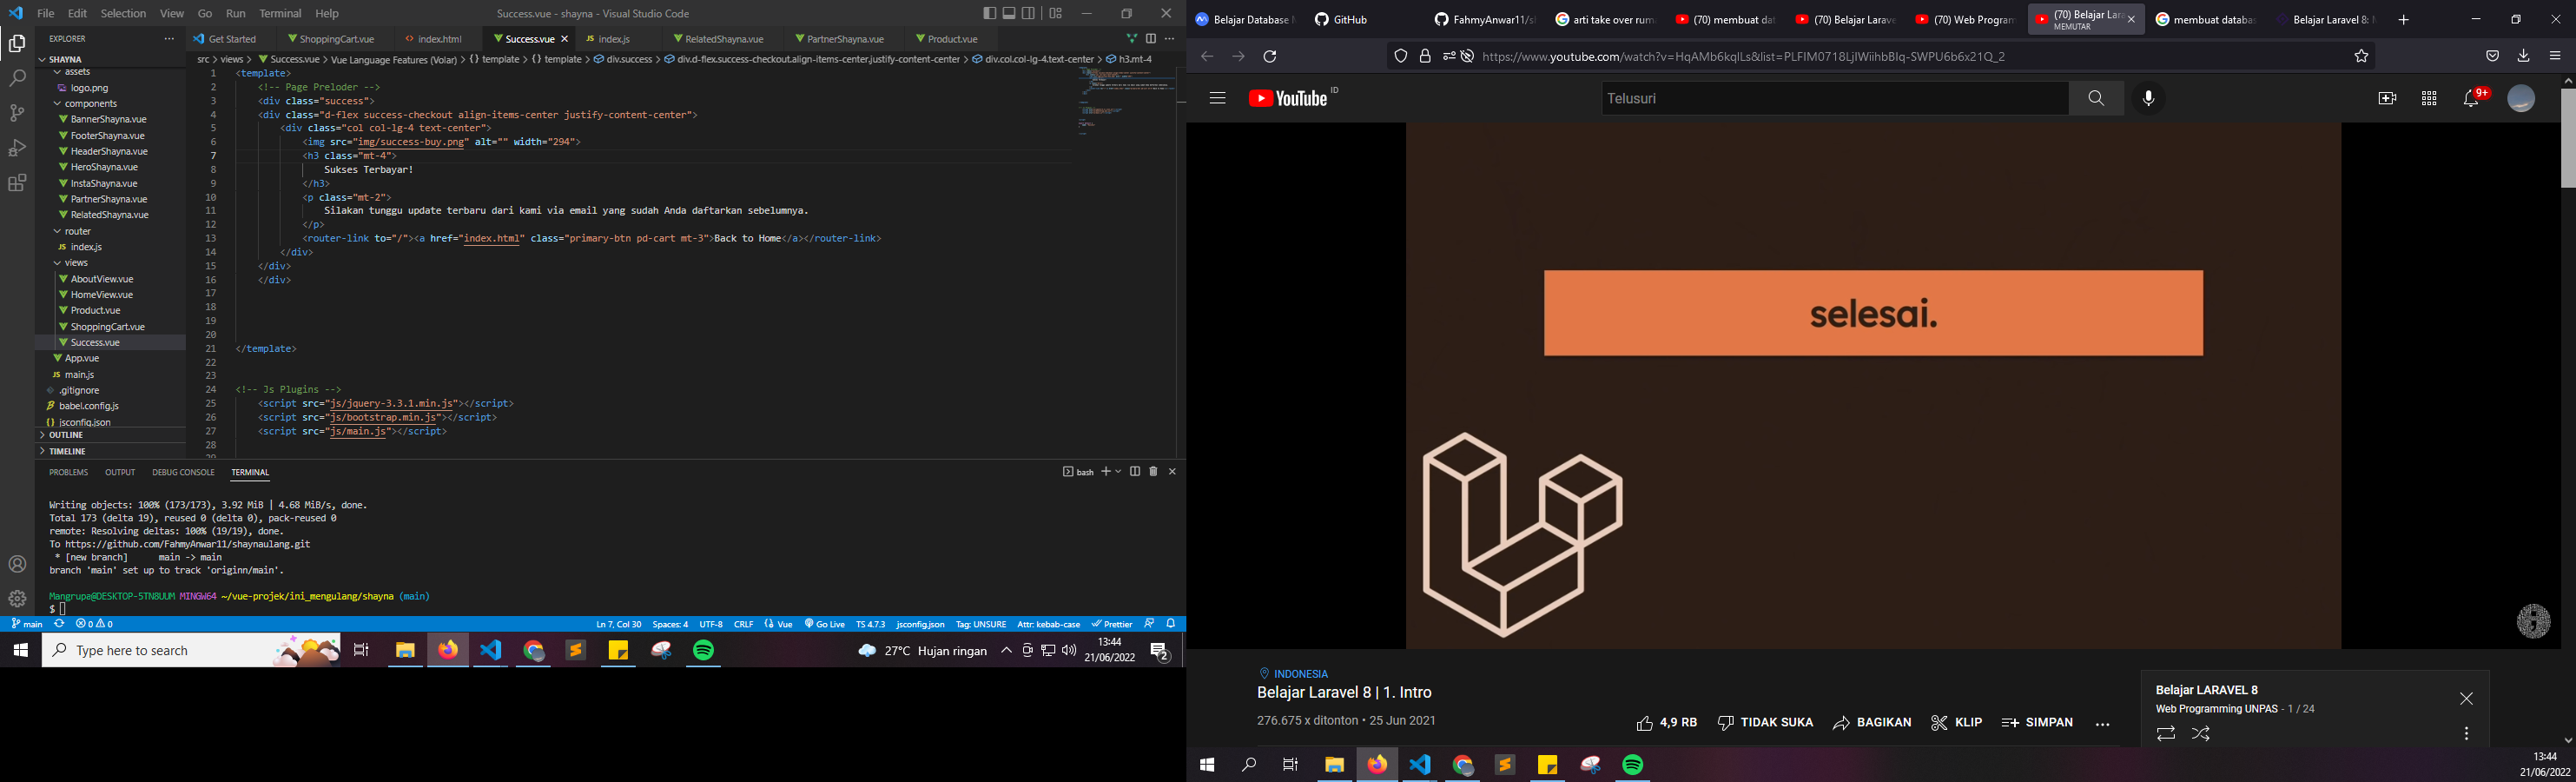 File Edit Selection View Go Run Terminal Help
Success.vue - shayna - Visual Studio Code
EXPLORER
SHAYNA
assets
logo.png
components
BannerShayna.vue
FooterShayna.vue
HeaderShayna.vue
HeroShayna.vue
InstaShayna.vue
PartnerShayna.vue
RelatedShayna.vue
router
index.js
views
AboutView.vue
HomeView.vue
Product.vue
ShoppingCart.vue
Success.vue
App.vue
main.js
.gitignore
babel.config.js
jsconfig.json
OUTLINE
TIMELINE
Get Started ShoppingCart.vue index.html Success.vue index.js RelatedShayna.vue PartnerShayna.vue Product.vue
src > views > Success.vue > Vue Language Features (Volar) > {} template > {} template > div.success > div.d-flex.success-checkout.align-items-center.justify-content-center > div.col.col-lg-4.text-center > h3.mt-4
1 <template>
2 <!-- Page Preloder -->
3 <div class="success">
4 <div class="d-flex success-checkout align-items-center justify-content-center">
5 <div class="col col-lg-4 text-center">
6 <img src="img/success-buy.png" alt="" width="294">
7 <h3 class="mt-4">
8 Sukses Terbayar!
9 </h3>
10 <p class="mt-2">
11 Silakan tunggu update terbaru dari kami via email yang sudah Anda daftarkan sebelumnya.
12 </p>
13 <router-link to="/"><a href="index.html" class="primary-btn pd-cart mt-3">Back to Home</a></router-link>
14 </div>
15 </div>
16 </div>
17
18
19
20
21 </template>
22
23
24 <!-- Js Plugins -->
25 <script src="js/jquery-3.3.1.min.js"></script>
26 <script src="js/bootstrap.min.js"></script>
27 <script src="js/main.js"></script>
28
29
PROBLEMS OUTPUT DEBUG CONSOLE TERMINAL
bash
Writing objects: 100% (173/173), 3.92 MiB | 4.68 MiB/s, done.
Total 173 (delta 19), reused 0 (delta 0), pack-reused 0
remote: Resolving deltas: 100% (19/19), done.
To https://github.com/FahmyAnwar11/shaynaulang.git
* [new branch] main -> main
branch 'main' set up to track 'originn/main'.
Mangrupa@DESKTOP-5TN8UUM MINGW64 ~/vue-projek/ini_mengulang/shayna (main)
$
main 0 0 Ln 7, Col 30 Spaces: 4 UTF-8 CRLF Vue Go Live TS 4.7.3 jsconfig.json Tag: UNSURE Attr: kebab-case Prettier
Type here to search
27°C Hujan ringan
13:44
21/06/2022
2
Belajar Database M GitHub FahmyAnwar11/sh arti take over rum (70) membuat dat (70) Belajar Larave (70) Web Program (70) Belajar Lara membuat databas Belajar Laravel 8: M
MEMUTAR
https://www.youtube.com/watch?v=HqAMb6kqlLs&list=PLFIM0718LjIWiihbBIq-SWPU6b6x21Q_2
YouTube ID
Telusuri
9+
selesai.
INDONESIA
Belajar Laravel 8 | 1. Intro
276.675 x ditonton • 25 Jun 2021
4,9 RB TIDAK SUKA BAGIKAN KLIP SIMPAN
Belajar LARAVEL 8
Web Programming UNPAS - 1 / 24
13:44
21/06/2022